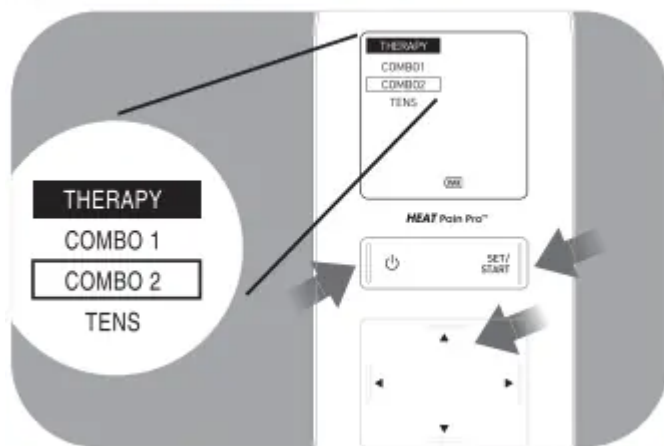 THERAPY
COMBO 1
COMBO 2
TENS
THERAPY
COMBO1
COMBO2
TENS
HEAT Pain Pro™
SET/
START